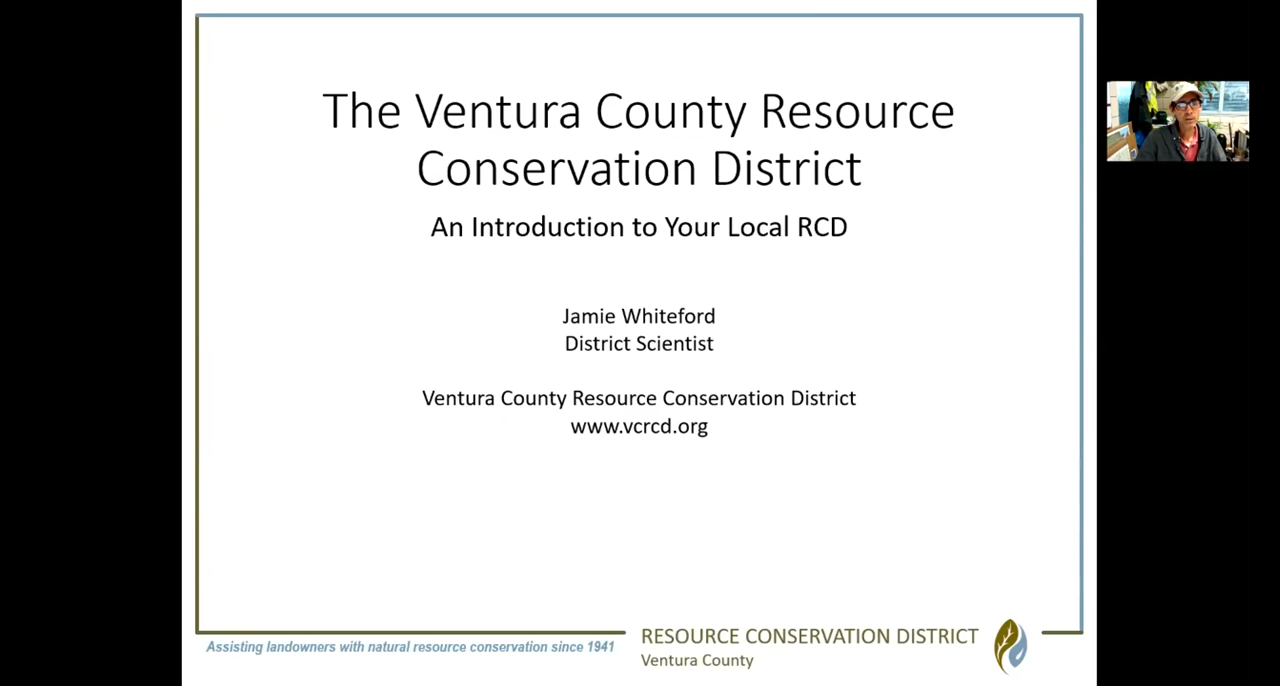 The Ventura County Resource
Conservation District
An Introduction to Your Local RCD
Jamie Whiteford
District Scientist
Ventura County Resource Conservation District
www.vcrcd.org
Assisting landowners with natural resource conservation since 1941
RESOURCE CONSERVATION DISTRICT
Ventura County